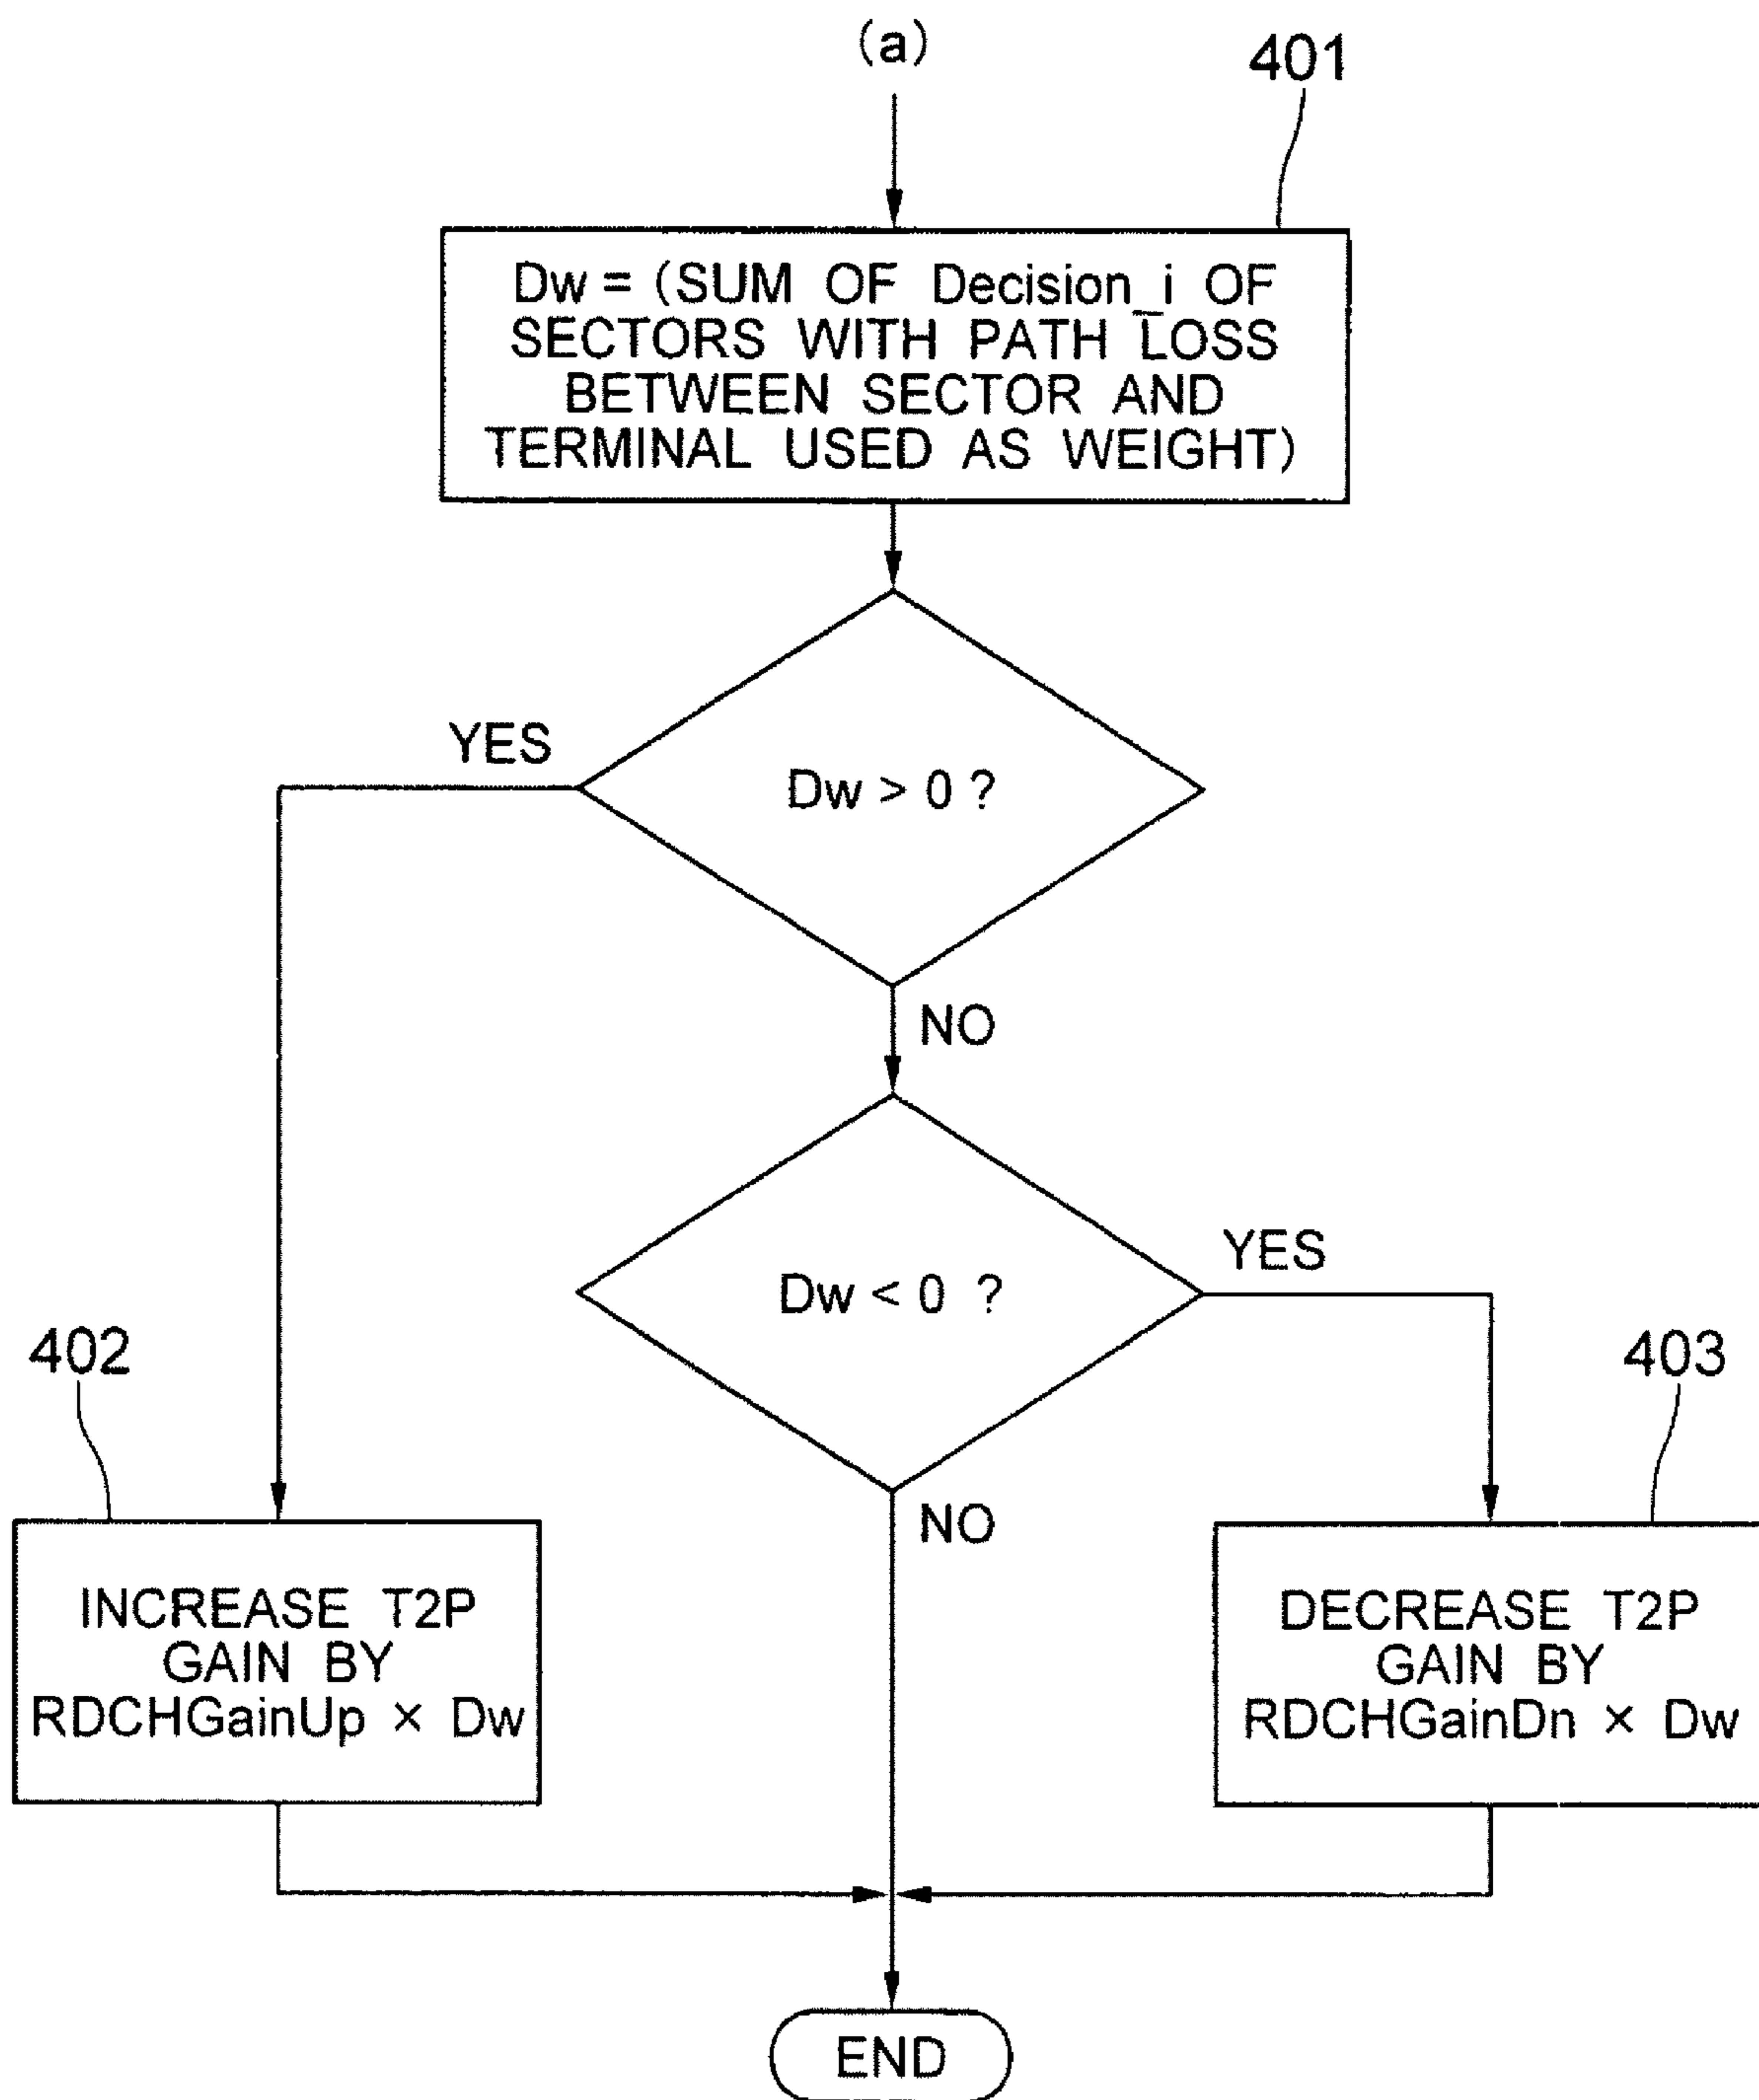 (a)
401
Dw = (SUM OF Decision_i OF
SECTORS WITH PATH LOSS
BETWEEN SECTOR AND
TERMINAL USED AS WEIGHT)
YES
Dw > 0 ?
NO
YES
Dw < 0 ?
402
403
NO
INCREASE T2P
GAIN BY
RDCHGainUp × Dw
DECREASE T2P
GAIN BY
RDCHGainDn × Dw
END